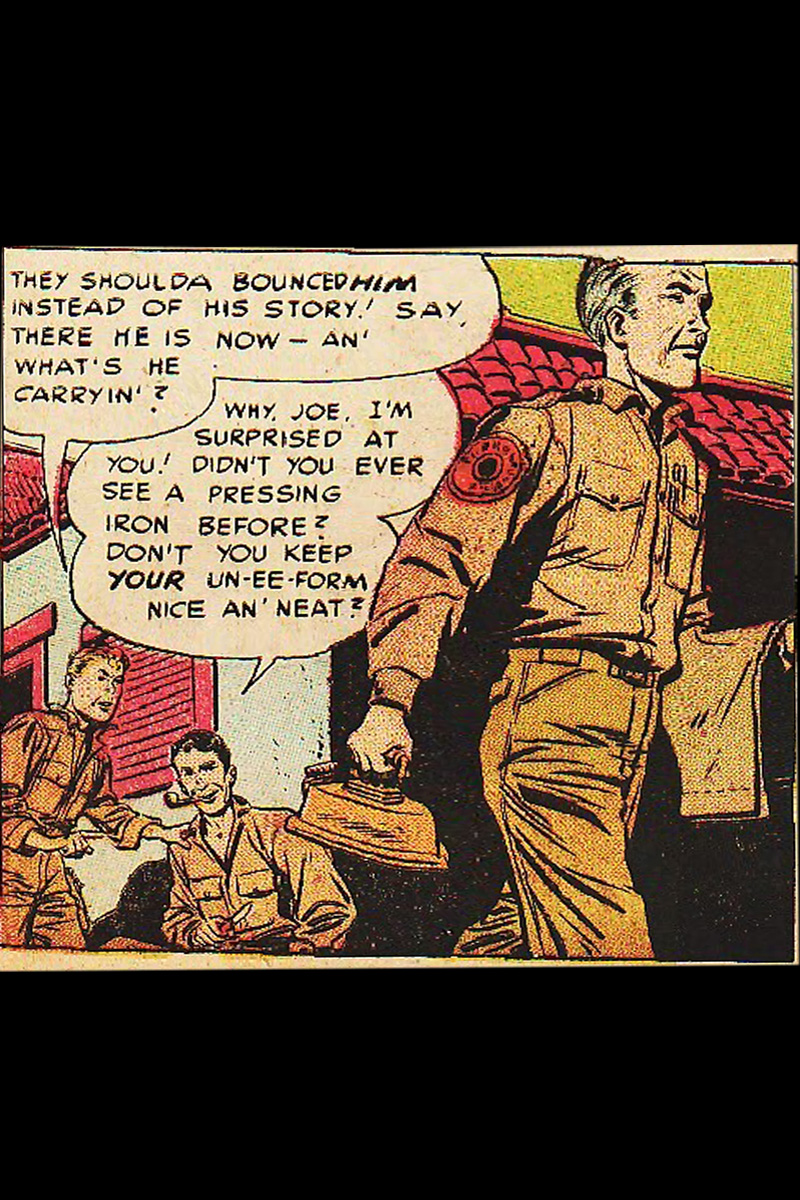 THEY SHOULDA BOUNCED HIM
INSTEAD OF HIS STORY! SAY,
THERE HE IS NOW — AN'
WHAT'S HE
CARRYIN'?
WHY, JOE, I'M
SURPRISED AT
YOU! DIDN'T YOU EVER
SEE A PRESSING
IRON BEFORE?
DON'T YOU KEEP
YOUR UN-EE-FORM
NICE AN' NEAT?